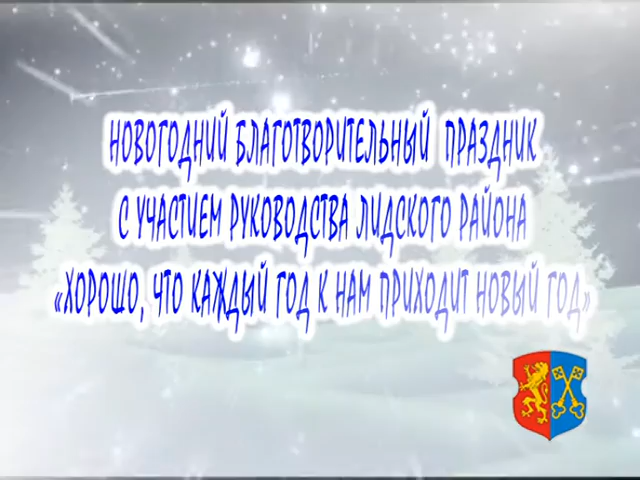 НОВОГОДНИЙ БЛАГОТВОРИТЕЛЬНЫЙ ПРАЗДНИК
С УЧАСТИЕМ РУКОВОДСТВА ЛИДСКОГО РАЙОНА
«ХОРОШО, ЧТО КАЖДЫЙ ГОД К НАМ ПРИХОДИТ НОВЫЙ ГОД»